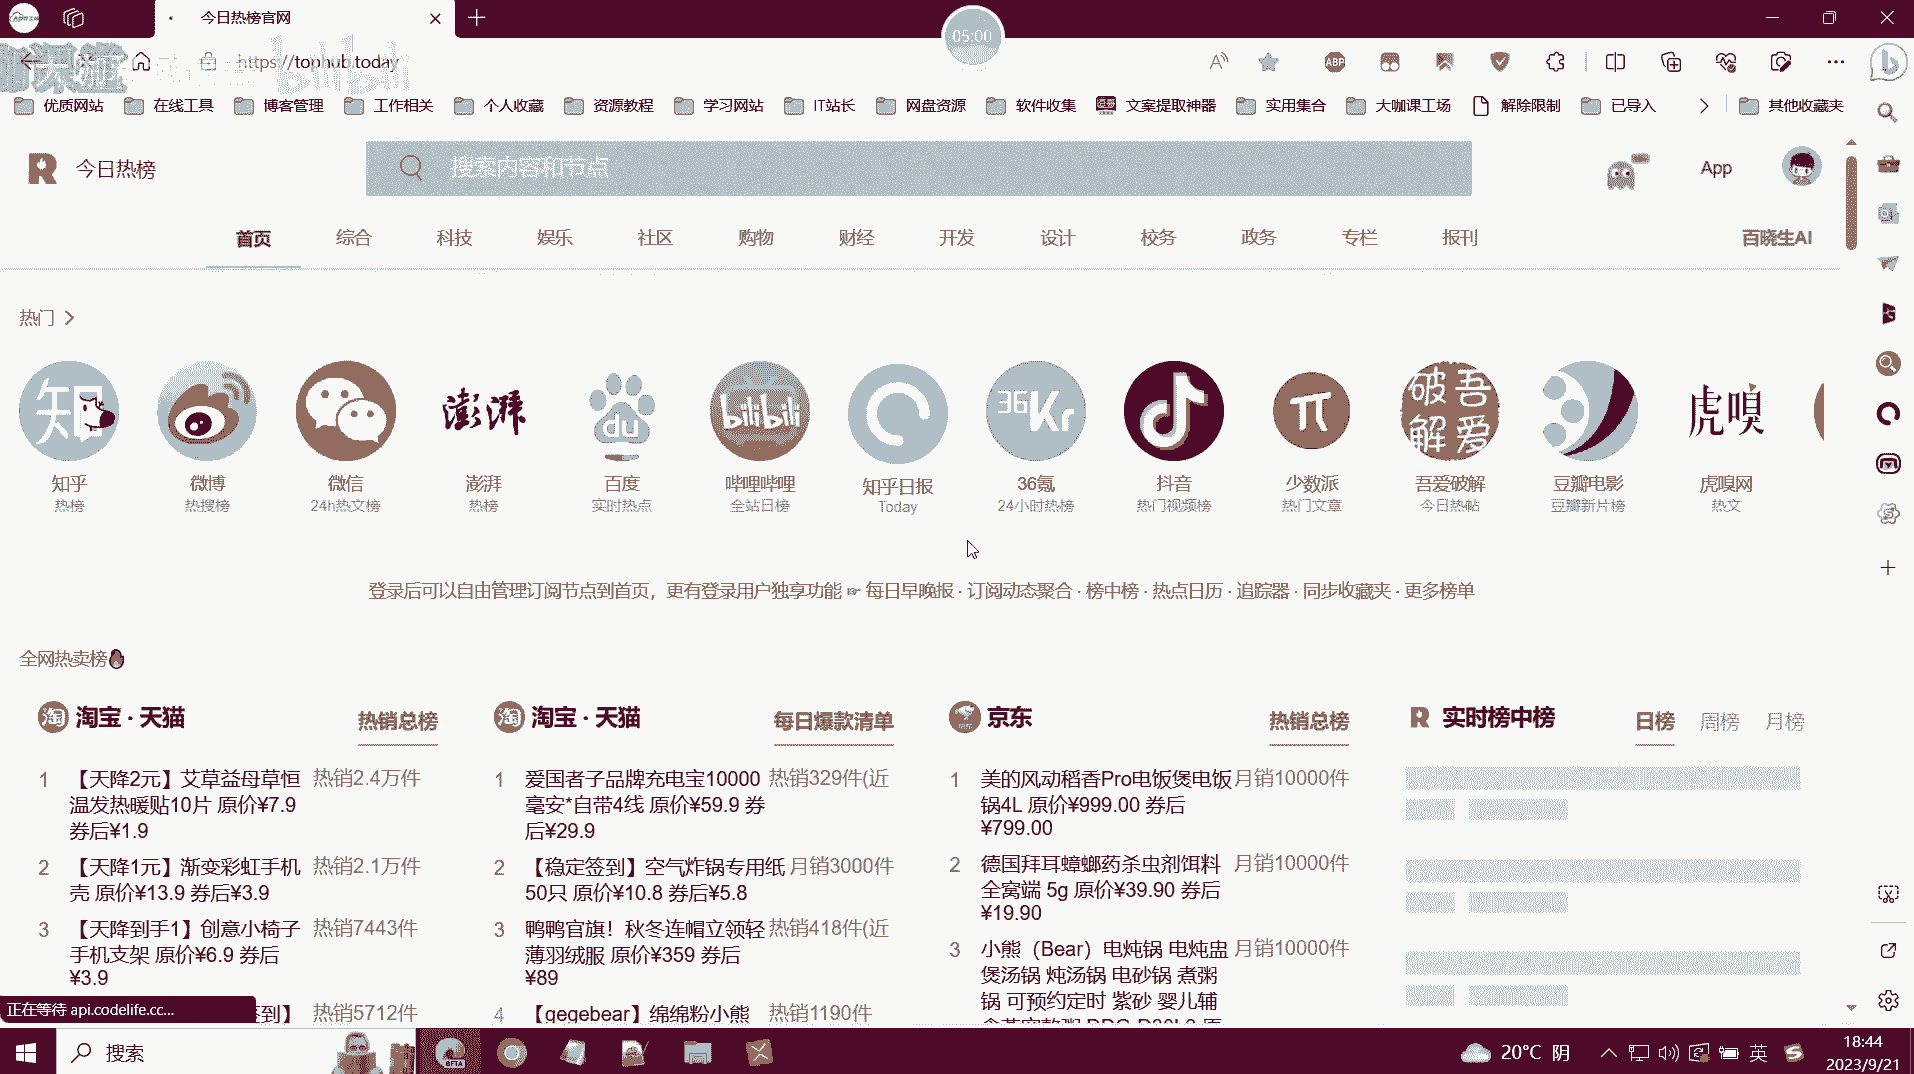 今日热榜官网
05:00
https://tophub.today
bilibili
ABP
优质网站 在线工具 博客管理 工作相关 个人收藏 资源教程 学习网站 IT站长 网盘资源 软件收集 文案提取神器 实用集合 大咖课工场 解除限制 已导入 其他收藏夹
今日热榜
搜索内容和节点
App
首页 综合 科技 娱乐 社区 购物 财经 开发 设计 校务 政务 专栏 报刊 百晓生AI
热门
知 澎湃 du bilibili 36Kr 吾爱破解 虎嗅
知乎 微博 微信 澎湃 百度 哔哩哔哩 知乎日报 36氪 抖音 少数派 吾爱破解 豆瓣电影 虎嗅网
热榜 热搜榜 24h热文榜 热榜 实时热点 全站日榜 Today 24小时热榜 热门视频榜 热门文章 今日热帖 豆瓣新片榜 热文
登录后可以自由管理订阅节点到首页，更有登录用户独享功能 ☞ 每日早晚报 · 订阅动态聚合 · 榜中榜 · 热点日历 · 追踪器 · 同步收藏夹 · 更多榜单
全网热卖榜
淘 淘宝 · 天猫 热销总榜
1 【天降2元】艾草益母草恒 热销2.4万件
温发热暖贴10片 原价¥7.9
券后¥1.9
2 【天降1元】渐变彩虹手机 热销2.1万件
壳 原价¥13.9 券后¥3.9
3 【天降到手1】创意小椅子 热销7443件
手机支架 原价¥6.9 券后
¥3.9
签到】 热销5712件
淘 淘宝 · 天猫 每日爆款清单
1 爱国者子品牌充电宝10000 热销329件(近
毫安*自带4线 原价¥59.9 券
后¥29.9
2 【稳定签到】空气炸锅专用纸 月销3000件
50只 原价¥10.8 券后¥5.8
3 鸭鸭官旗！秋冬连帽立领轻 热销418件(近
薄羽绒服 原价¥359 券后
¥89
4 【gegebear】绵绵粉小熊 热销1190件
京东 热销总榜
1 美的风动稻香Pro电饭煲电饭 月销10000件
锅4L 原价¥999.00 券后
¥799.00
2 德国拜耳蟑螂药杀虫剂饵料 月销10000件
全窝端 5g 原价¥39.90 券后
¥19.90
3 小熊（Bear）电炖锅 电炖盅 月销10000件
煲汤锅 炖汤锅 电砂锅 煮粥
锅 可预约定时 紫砂 婴儿辅
实时榜中榜 日榜 周榜 月榜
正在等待 api.codelife.cc...
搜索
BETA
20°C 阴
英
18:44
2023/9/21